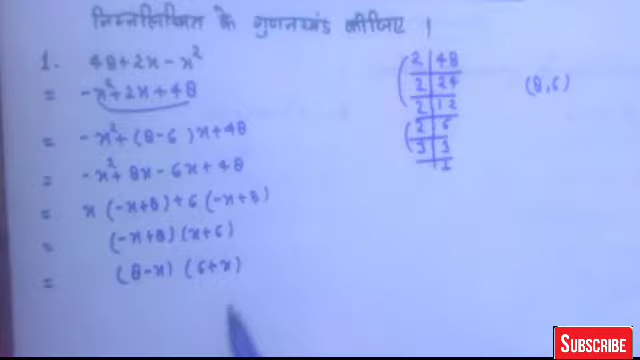 निम्नलिखित के गुणनखंड कीजिए ।
1. 48+2x-x²
= -x²+2x+48
= -x²+(8-6)x+48
= -x²+8x-6x+48
= x(-x+8)+6(-x+8)
= (-x+8)(x+6)
= (8-x) (6+x)
2 | 48
2 | 24
2 | 12
2 | 6
3 | 3
| 1
(8,6)
SUBSCRIBE